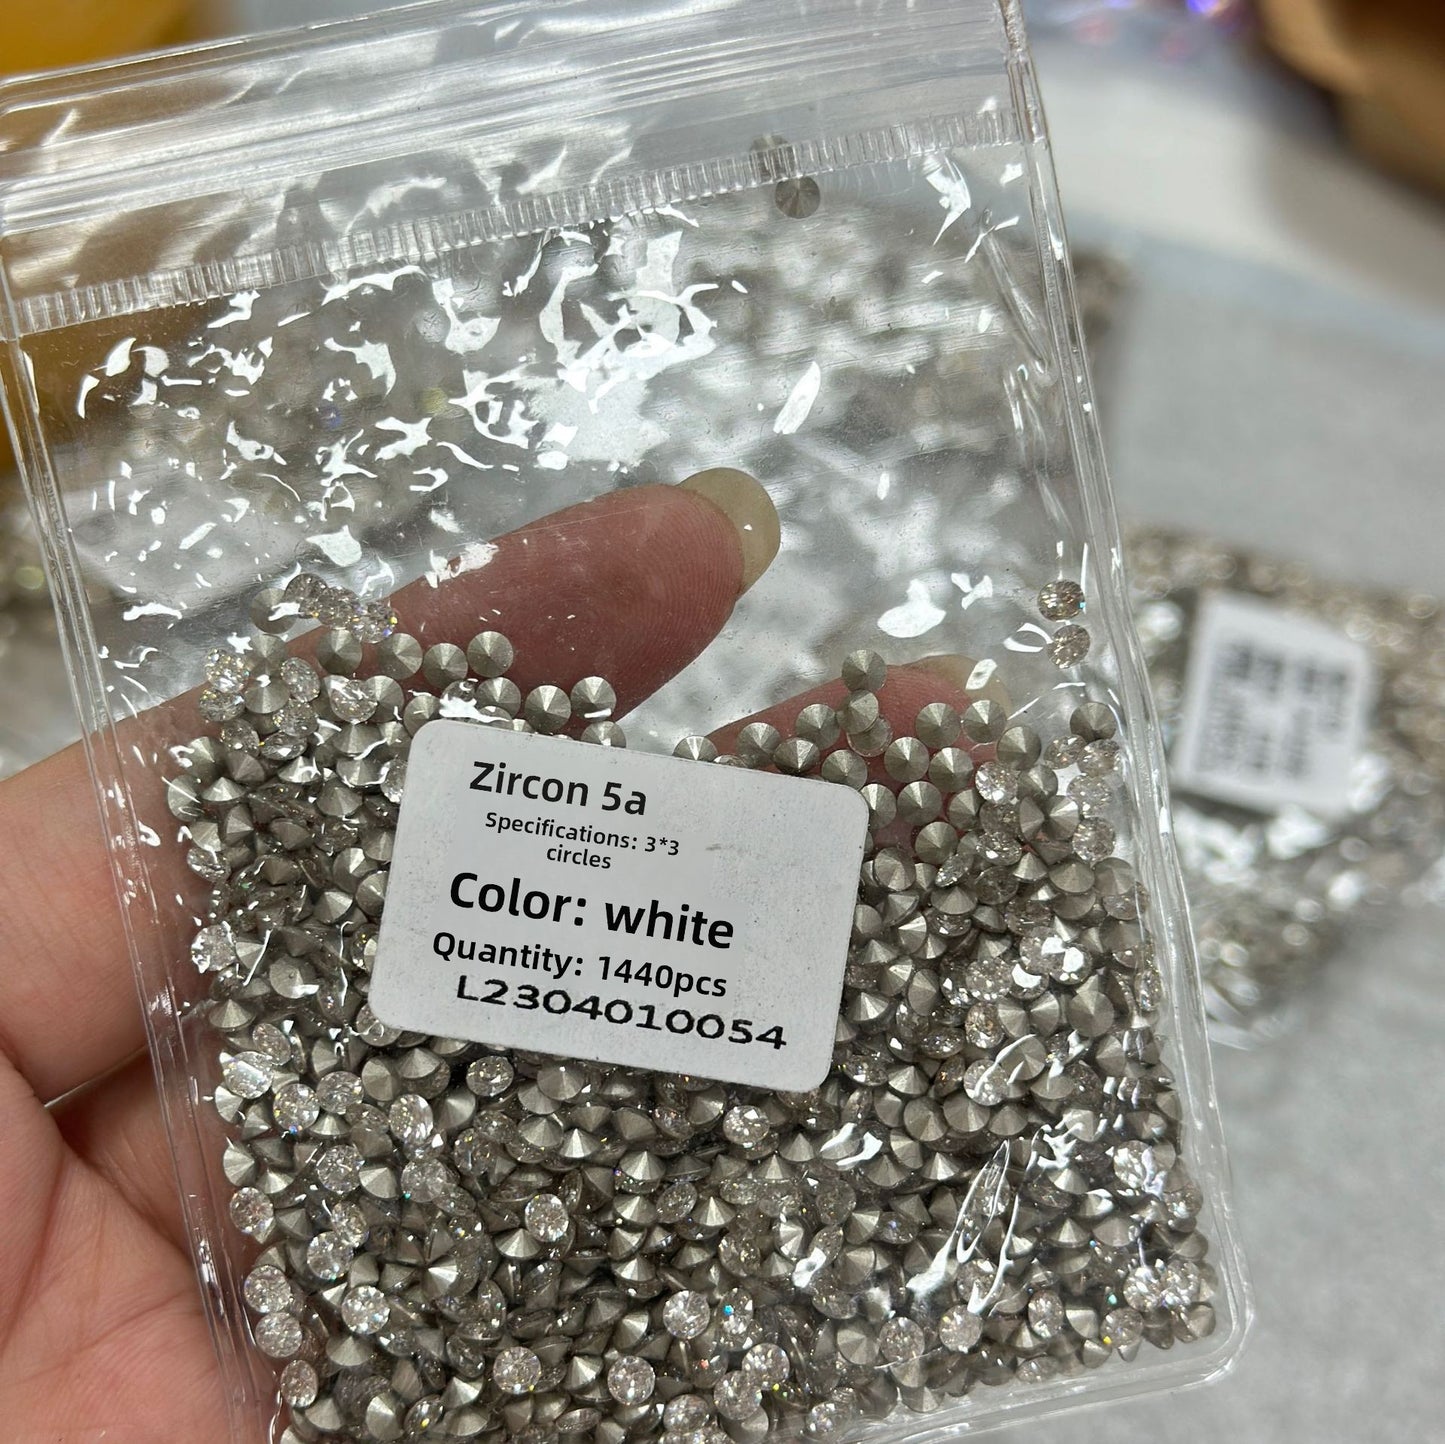 Zircon 5a
Specifications: 3*3
circles
Color: white
Quantity: 1440pcs
L2304010054